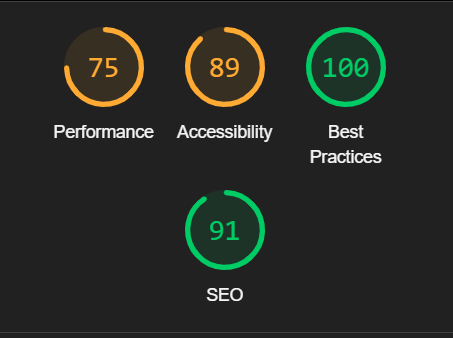 75
89
100
Performance
Accessibility
Best
Practices
91
SEO